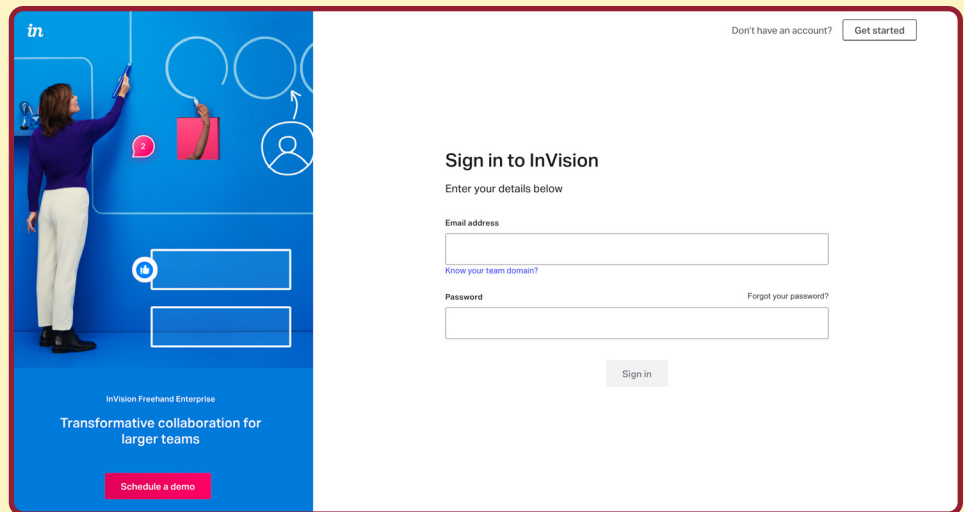 in
Don't have an account?
Get started
2
Sign in to InVision
Enter your details below
Email address
Know your team domain?
Password
Forgot your password?
Sign in
InVision Freehand Enterprise
Transformative collaboration for
larger teams
Schedule a demo